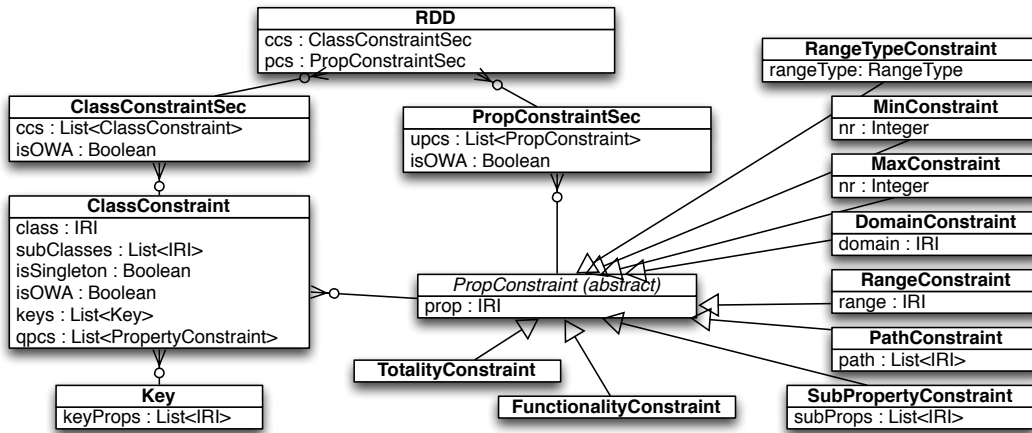 RDD
ccs : ClassConstraintSec
pcs : PropConstraintSec
ClassConstraintSec
ccs : List<ClassConstraint>
isOWA : Boolean
PropConstraintSec
upcs : List<PropConstraint>
isOWA : Boolean
ClassConstraint
class : IRI
subClasses : List<IRI>
isSingleton : Boolean
isOWA : Boolean
keys : List<Key>
qpcs : List<PropertyConstraint>
Key
keyProps : List<IRI>
PropConstraint (abstract)
prop : IRI
TotalityConstraint
FunctionalityConstraint
RangeTypeConstraint
rangeType: RangeType
MinConstraint
nr : Integer
MaxConstraint
nr : Integer
DomainConstraint
domain : IRI
RangeConstraint
range : IRI
PathConstraint
path : List<IRI>
SubPropertyConstraint
subProps : List<IRI>